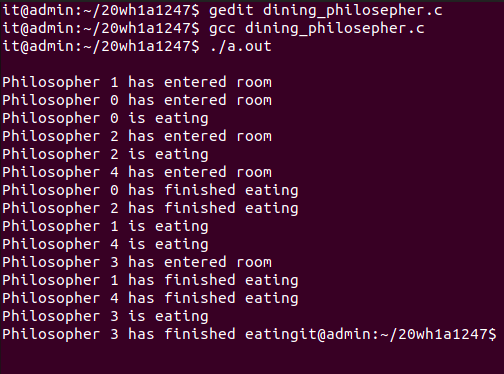 it@admin:~/20wh1a1247$ gedit dining_philosepher.c
it@admin:~/20wh1a1247$ gcc dining_philosepher.c
it@admin:~/20wh1a1247$ ./a.out
Philosopher 1 has entered room
Philosopher 0 has entered room
Philosopher 0 is eating
Philosopher 2 has entered room
Philosopher 2 is eating
Philosopher 4 has entered room
Philosopher 0 has finished eating
Philosopher 2 has finished eating
Philosopher 1 is eating
Philosopher 4 is eating
Philosopher 3 has entered room
Philosopher 1 has finished eating
Philosopher 4 has finished eating
Philosopher 3 is eating
Philosopher 3 has finished eatingit@admin:~/20wh1a1247$